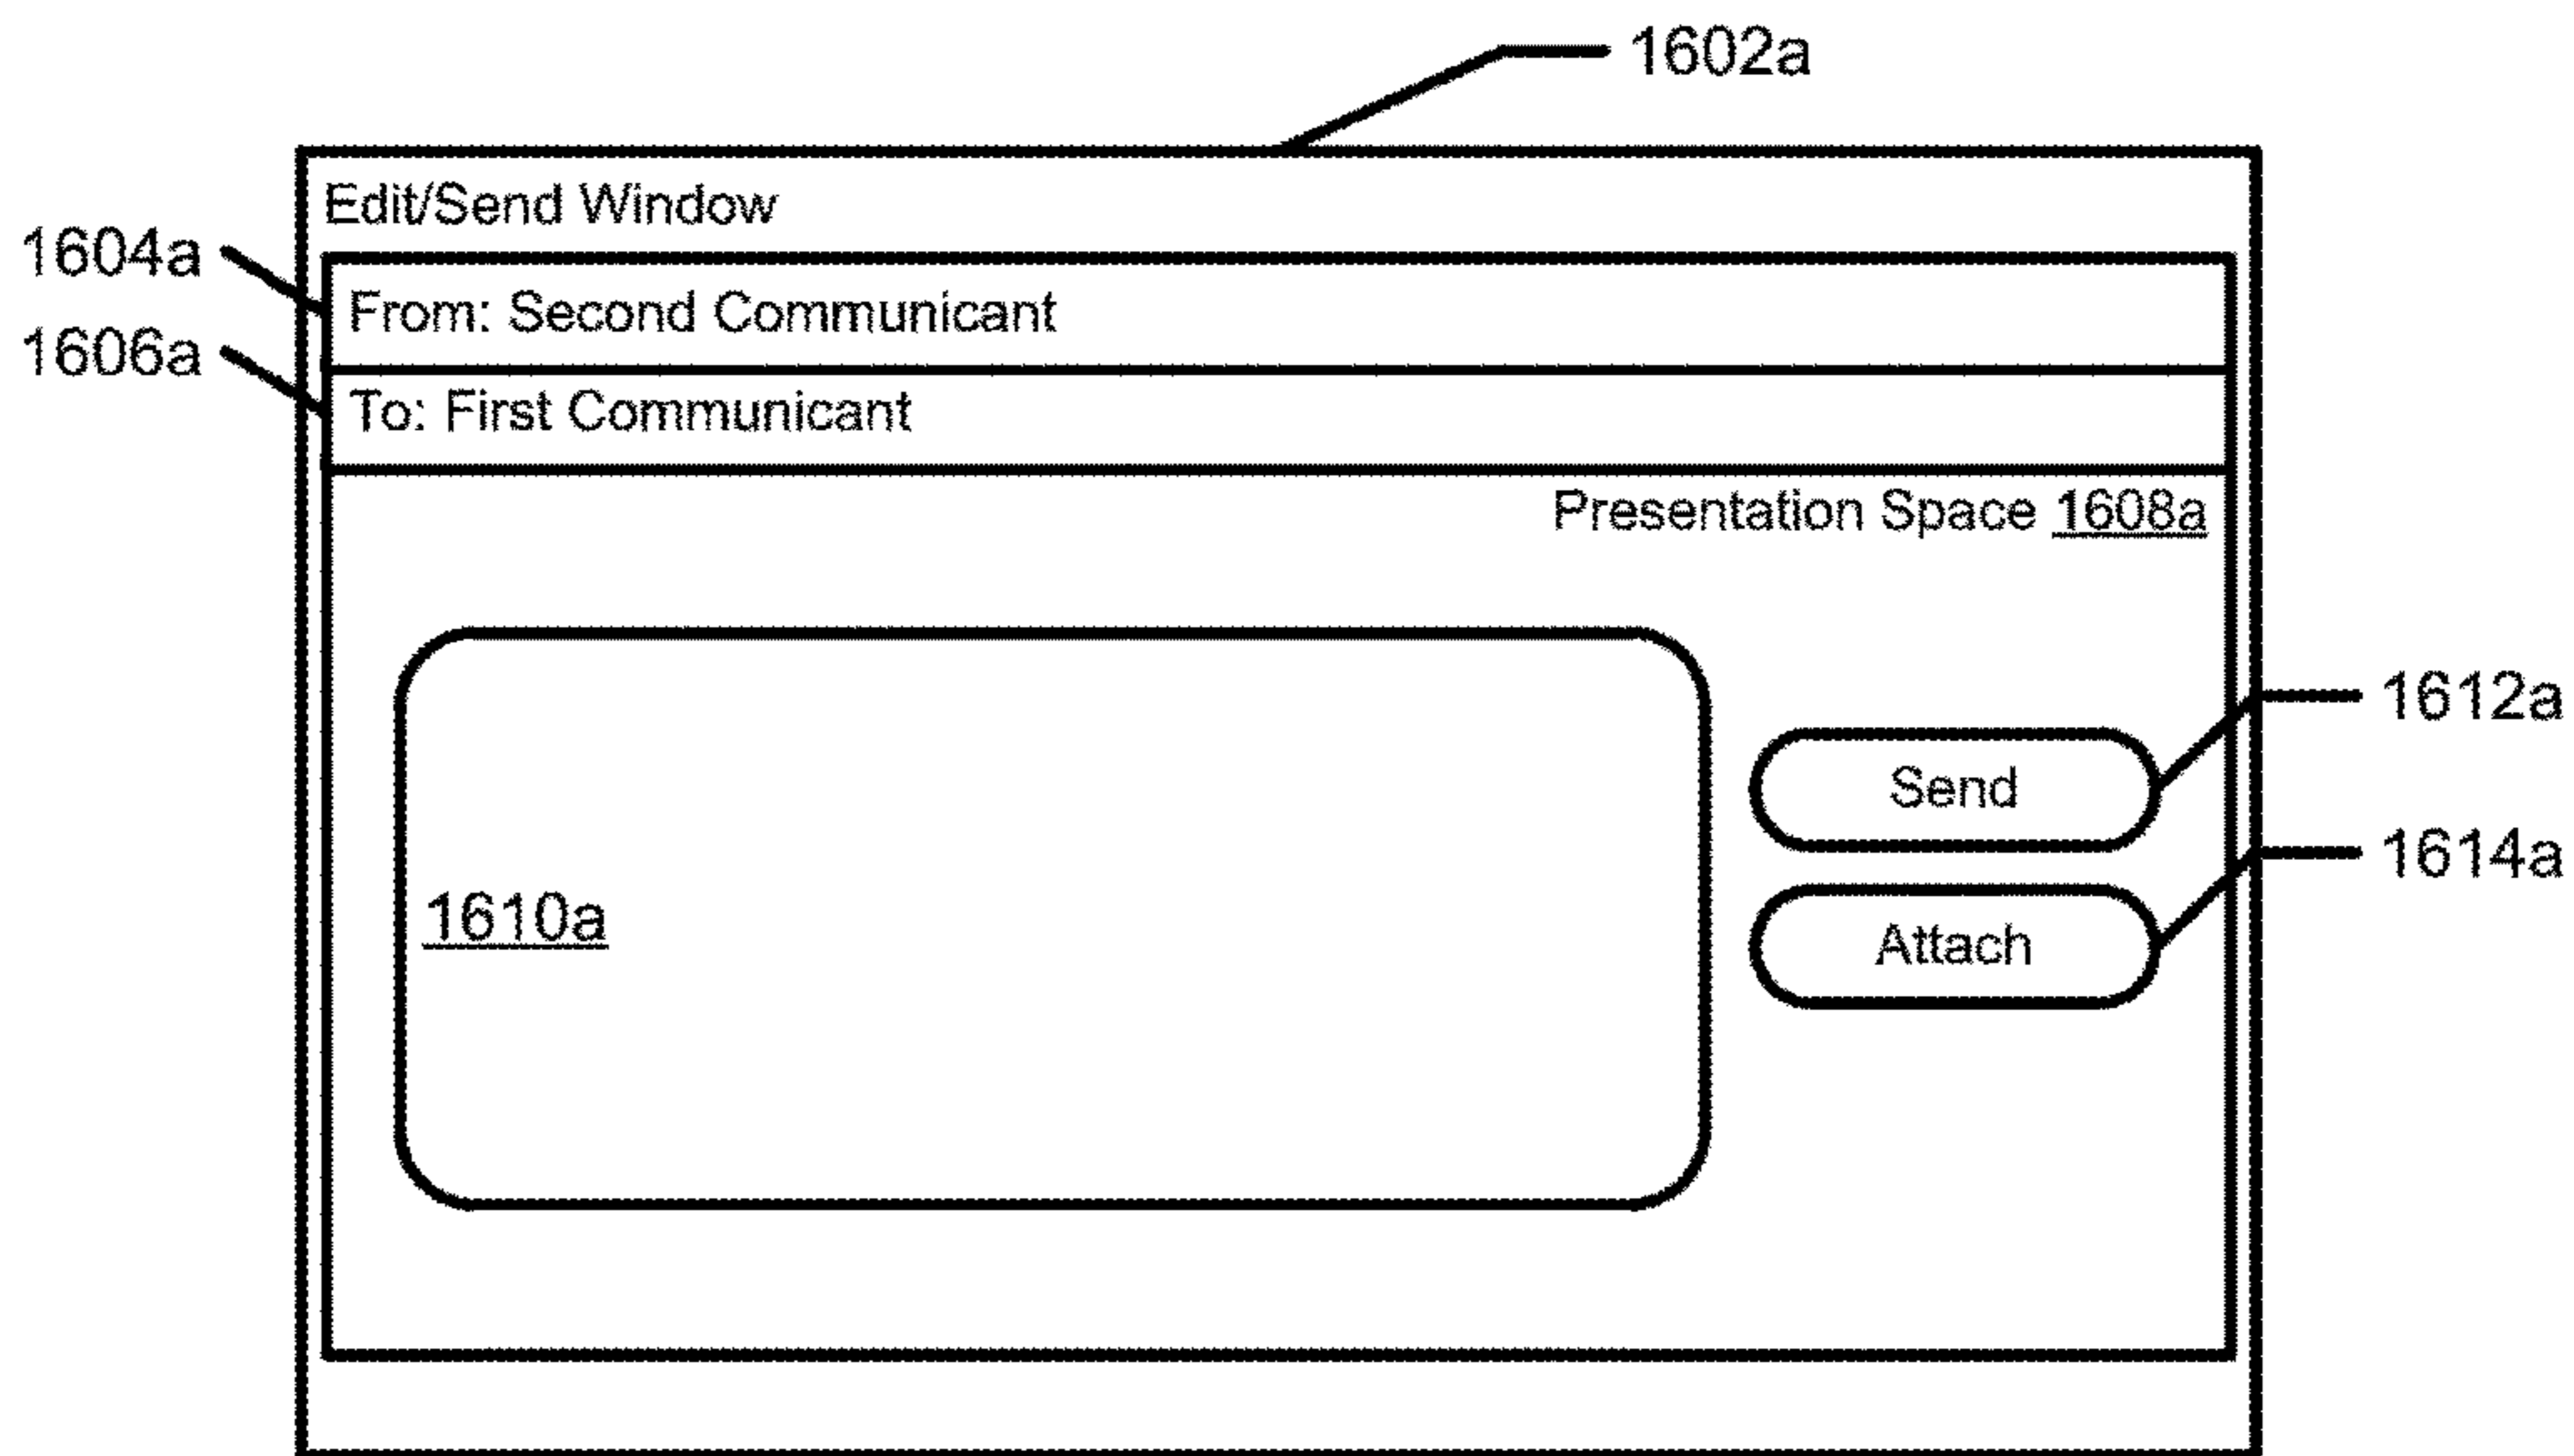 1602a
Edit/Send Window
1604a
From: Second Communicant
1606a
To: First Communicant
Presentation Space 1608a
1612a
Send
1614a
1610a
Attach